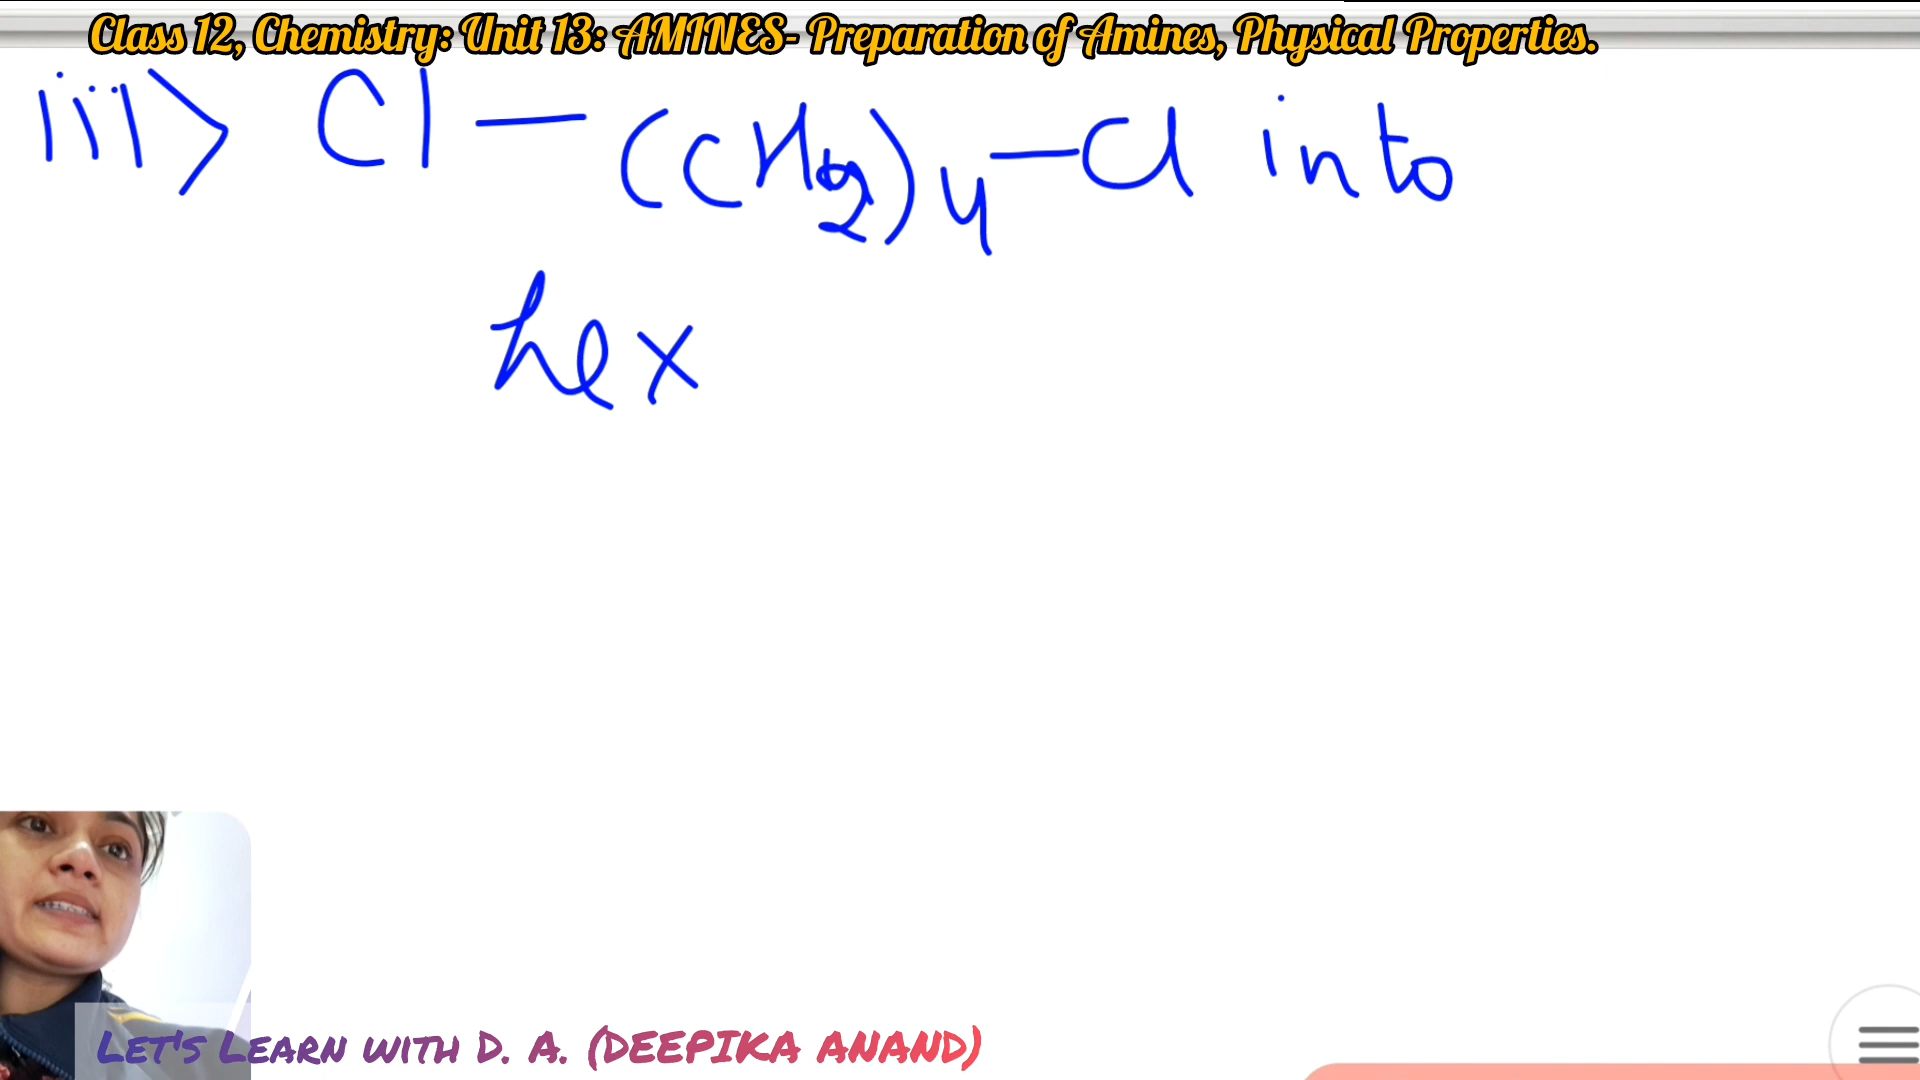 Class 12, Chemistry: Unit 13: AMINES- Preparation of Amines, Physical Properties.
iii> Cl — (CH2)4 — Cl into
hex
LET'S LEARN WITH D. A. (DEEPIKA ANAND)